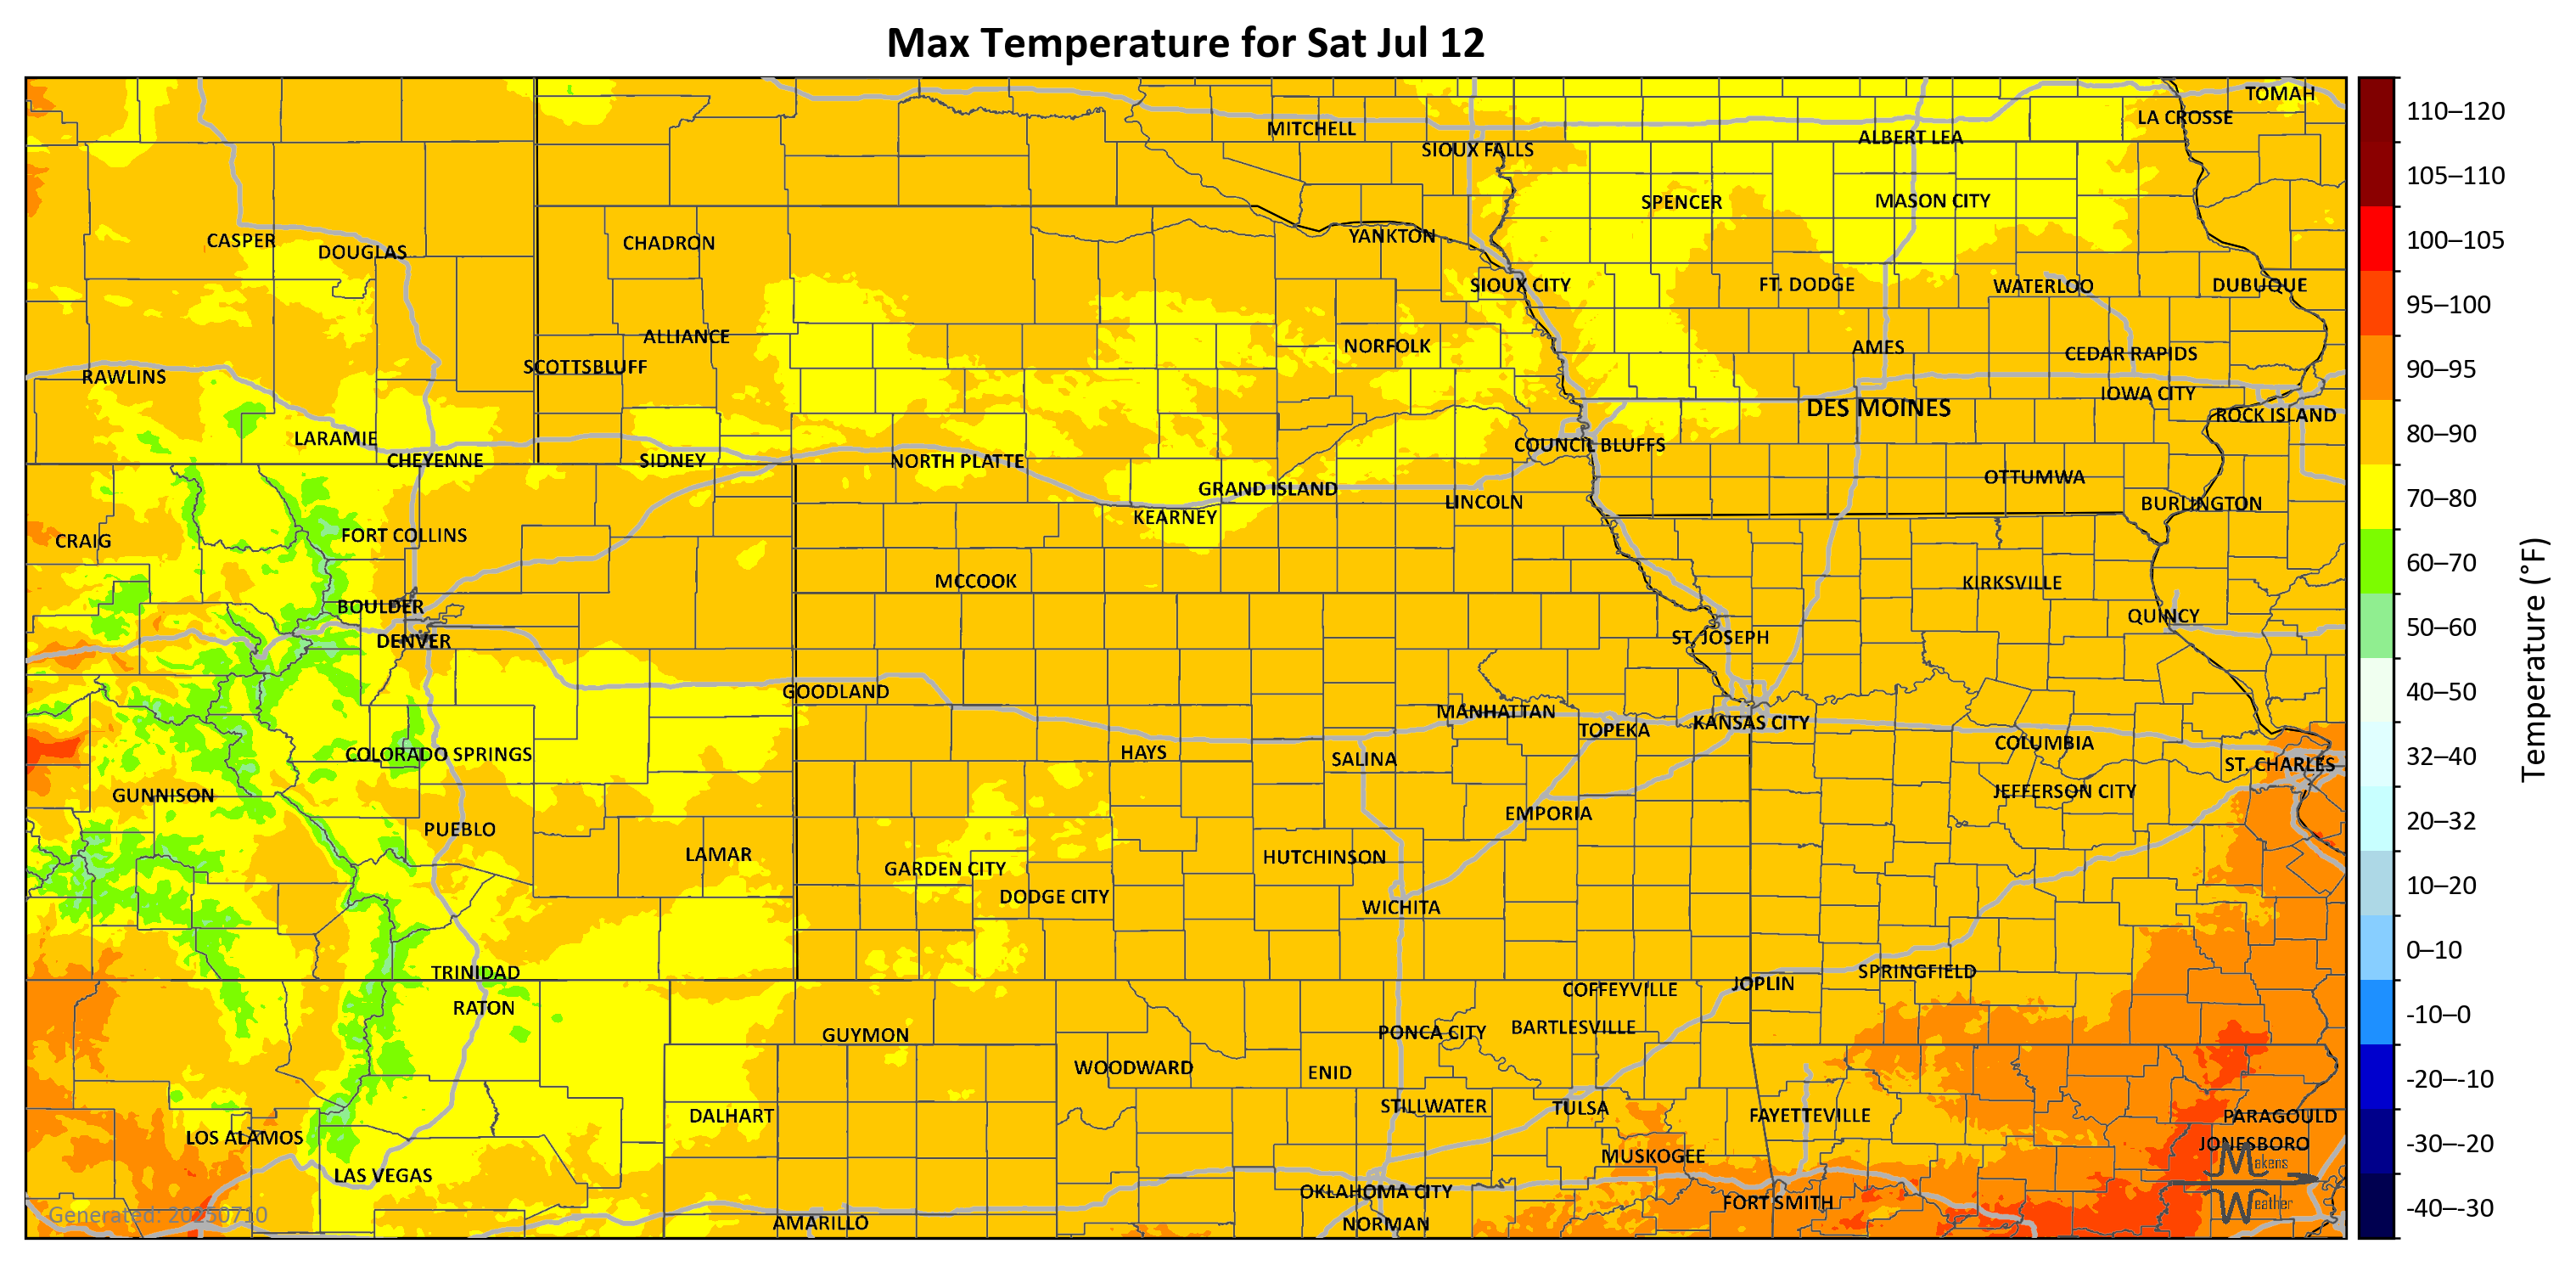 Max Temperature for Sat Jul 12
TOMAH
LA CROSSE
MITCHELL
ALBERT LEA
SIOUX FALLS
SPENCER
MASON CITY
YANKTON
CASPER
DOUGLAS
CHADRON
SIOUX CITY
FT. DODGE
WATERLOO
DUBUQUE
ALLIANCE
NORFOLK
AMES
CEDAR RAPIDS
SCOTTSBLUFF
RAWLINS
IOWA CITY
DES MOINES
ROCK ISLAND
LARAMIE
COUNCIL BLUFFS
CHEYENNE
SIDNEY
NORTH PLATTE
OTTUMWA
GRAND ISLAND
LINCOLN
BURLINGTON
KEARNEY
FORT COLLINS
CRAIG
MCCOOK
KIRKSVILLE
BOULDER
QUINCY
DENVER
ST. JOSEPH
GOODLAND
MANHATTAN
KANSAS CITY
TOPEKA
COLUMBIA
COLORADO SPRINGS
HAYS
SALINA
ST. CHARLES
GUNNISON
JEFFERSON CITY
EMPORIA
PUEBLO
LAMAR
HUTCHINSON
GARDEN CITY
DODGE CITY
WICHITA
TRINIDAD
SPRINGFIELD
JOPLIN
COFFEYVILLE
RATON
BARTLESVILLE
PONCA CITY
GUYMON
WOODWARD
ENID
STILLWATER
TULSA
DALHART
FAYETTEVILLE
PARAGOULD
LOS ALAMOS
JONESBORO
MUSKOGEE
LAS VEGAS
OKLAHOMA CITY
FORT SMITH
AMARILLO
NORMAN
Makens
Weather
Generated: 20250710
110–120
105–110
100–105
95–100
90–95
80–90
70–80
60–70
50–60
40–50
32–40
20–32
10–20
0–10
-10–0
-20–-10
-30–-20
-40–-30
Temperature (°F)